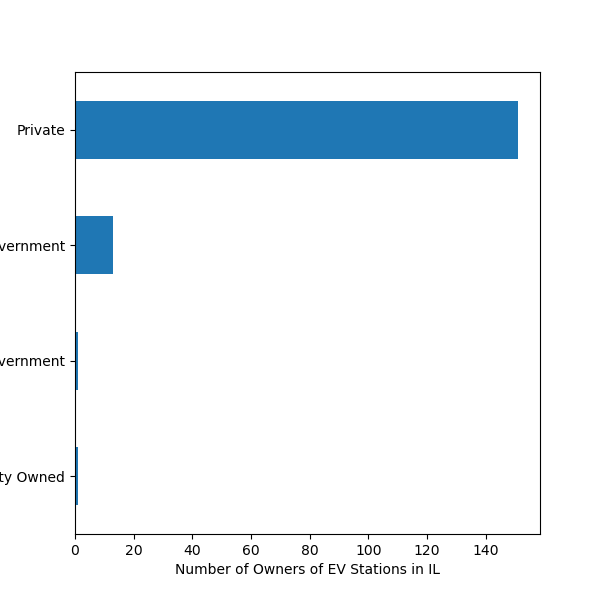 Private
vernment
vernment
ty Owned
0 20 40 60 80 100 120 140
Number of Owners of EV Stations in IL